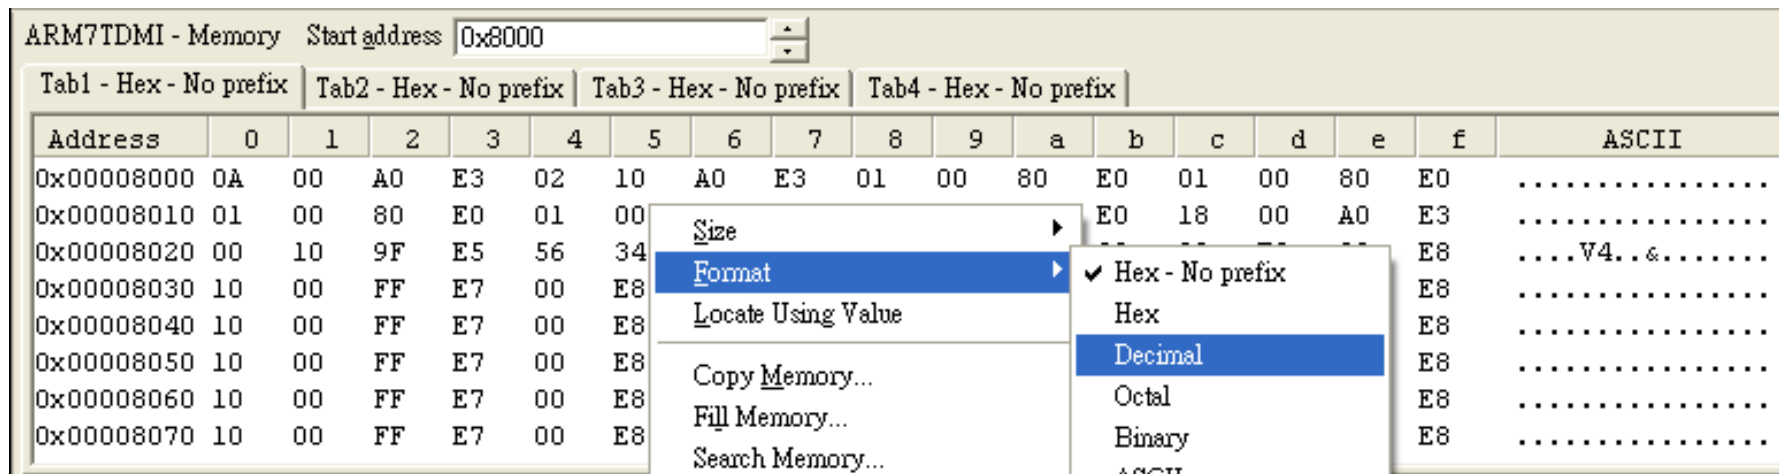 ARM7TDMI - Memory Start address 0x8000
Tab1 - Hex - No prefix Tab2 - Hex - No prefix Tab3 - Hex - No prefix Tab4 - Hex - No prefix
Address 0 1 2 3 4 5 6 7 8 9 a b c d e f ASCII
0x00008000 0A 00 A0 E3 02 10 A0 E3 01 00 80 E0 01 00 80 E0 ................
0x00008010 01 00 80 E0 01 00 E0 18 00 A0 E3 ................
0x00008020 00 10 9F E5 56 34 E8 ....V4..&.......
0x00008030 10 00 FF E7 00 E8 E8 ................
0x00008040 10 00 FF E7 00 E8 E8 ................
0x00008050 10 00 FF E7 00 E8 E8 ................
0x00008060 10 00 FF E7 00 E8 E8 ................
0x00008070 10 00 FF E7 00 E8 E8 ................
Size
Format
Locate Using Value
Copy Memory...
Fill Memory...
Search Memory...
Hex - No prefix
Hex
Decimal
Octal
Binary